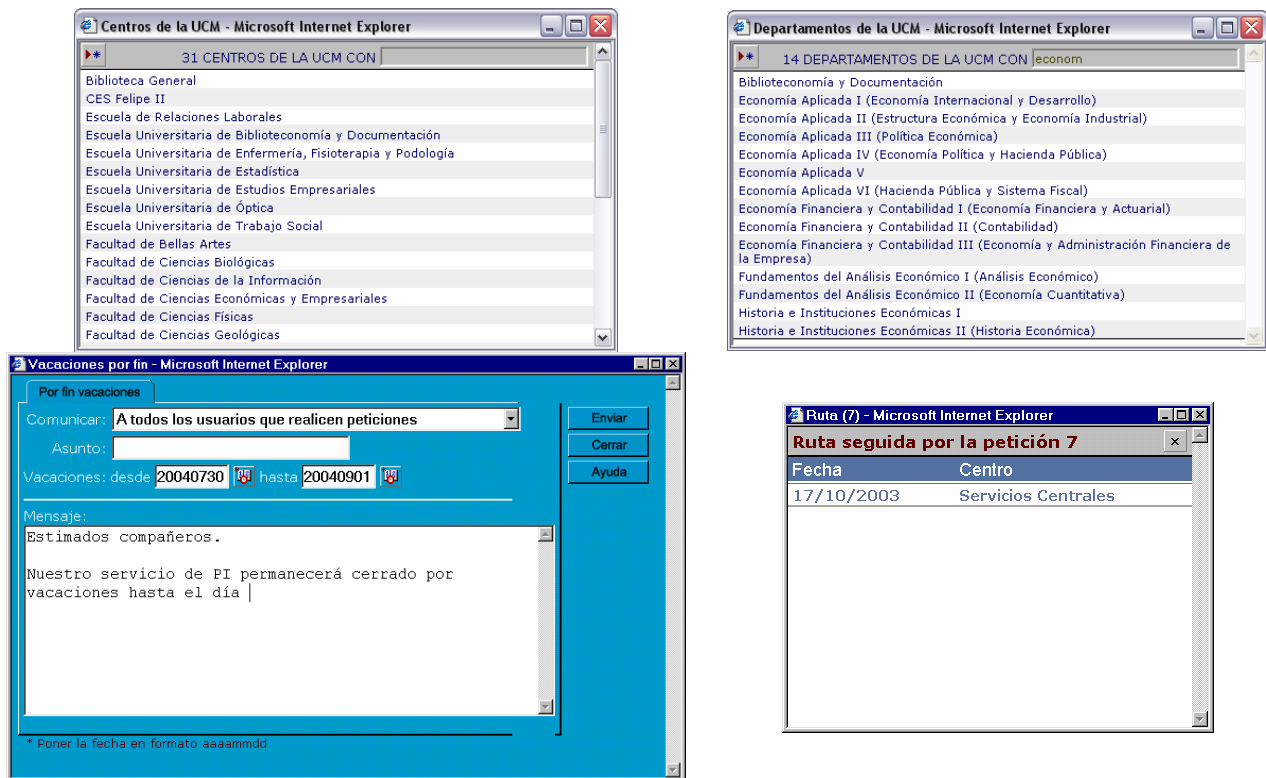 Centros de la UCM - Microsoft Internet Explorer
31 CENTROS DE LA UCM CON
Biblioteca General
CES Felipe II
Escuela de Relaciones Laborales
Escuela Universitaria de Biblioteconomía y Documentación
Escuela Universitaria de Enfermería, Fisioterapia y Podología
Escuela Universitaria de Estadística
Escuela Universitaria de Estudios Empresariales
Escuela Universitaria de Óptica
Escuela Universitaria de Trabajo Social
Facultad de Bellas Artes
Facultad de Ciencias Biológicas
Facultad de Ciencias de la Información
Facultad de Ciencias Económicas y Empresariales
Facultad de Ciencias Físicas
Facultad de Ciencias Geológicas
Departamentos de la UCM - Microsoft Internet Explorer
14 DEPARTAMENTOS DE LA UCM CON econom
Biblioteconomía y Documentación
Economía Aplicada I (Economía Internacional y Desarrollo)
Economía Aplicada II (Estructura Económica y Economía Industrial)
Economía Aplicada III (Política Económica)
Economía Aplicada IV (Economía Política y Hacienda Pública)
Economía Aplicada V
Economía Aplicada VI (Hacienda Pública y Sistema Fiscal)
Economía Financiera y Contabilidad I (Economía Financiera y Actuarial)
Economía Financiera y Contabilidad II (Contabilidad)
Economía Financiera y Contabilidad III (Economía y Administración Financiera de
la Empresa)
Fundamentos del Análisis Económico I (Análisis Económico)
Fundamentos del Análisis Económico II (Economía Cuantitativa)
Historia e Instituciones Económicas I
Historia e Instituciones Económicas II (Historia Económica)
Vacaciones por fin - Microsoft Internet Explorer
Por fin vacaciones
Comunicar: A todos los usuarios que realicen peticiones
Asunto:
Vacaciones: desde 20040730 hasta 20040901
Mensaje:
Estimados compañeros.
Nuestro servicio de PI permanecerá cerrado por
vacaciones hasta el día
* Poner la fecha en formato aaaammdd
Enviar
Cerrar
Ayuda
Ruta (7) - Microsoft Internet Explorer
Ruta seguida por la petición 7
Fecha Centro
17/10/2003 Servicios Centrales